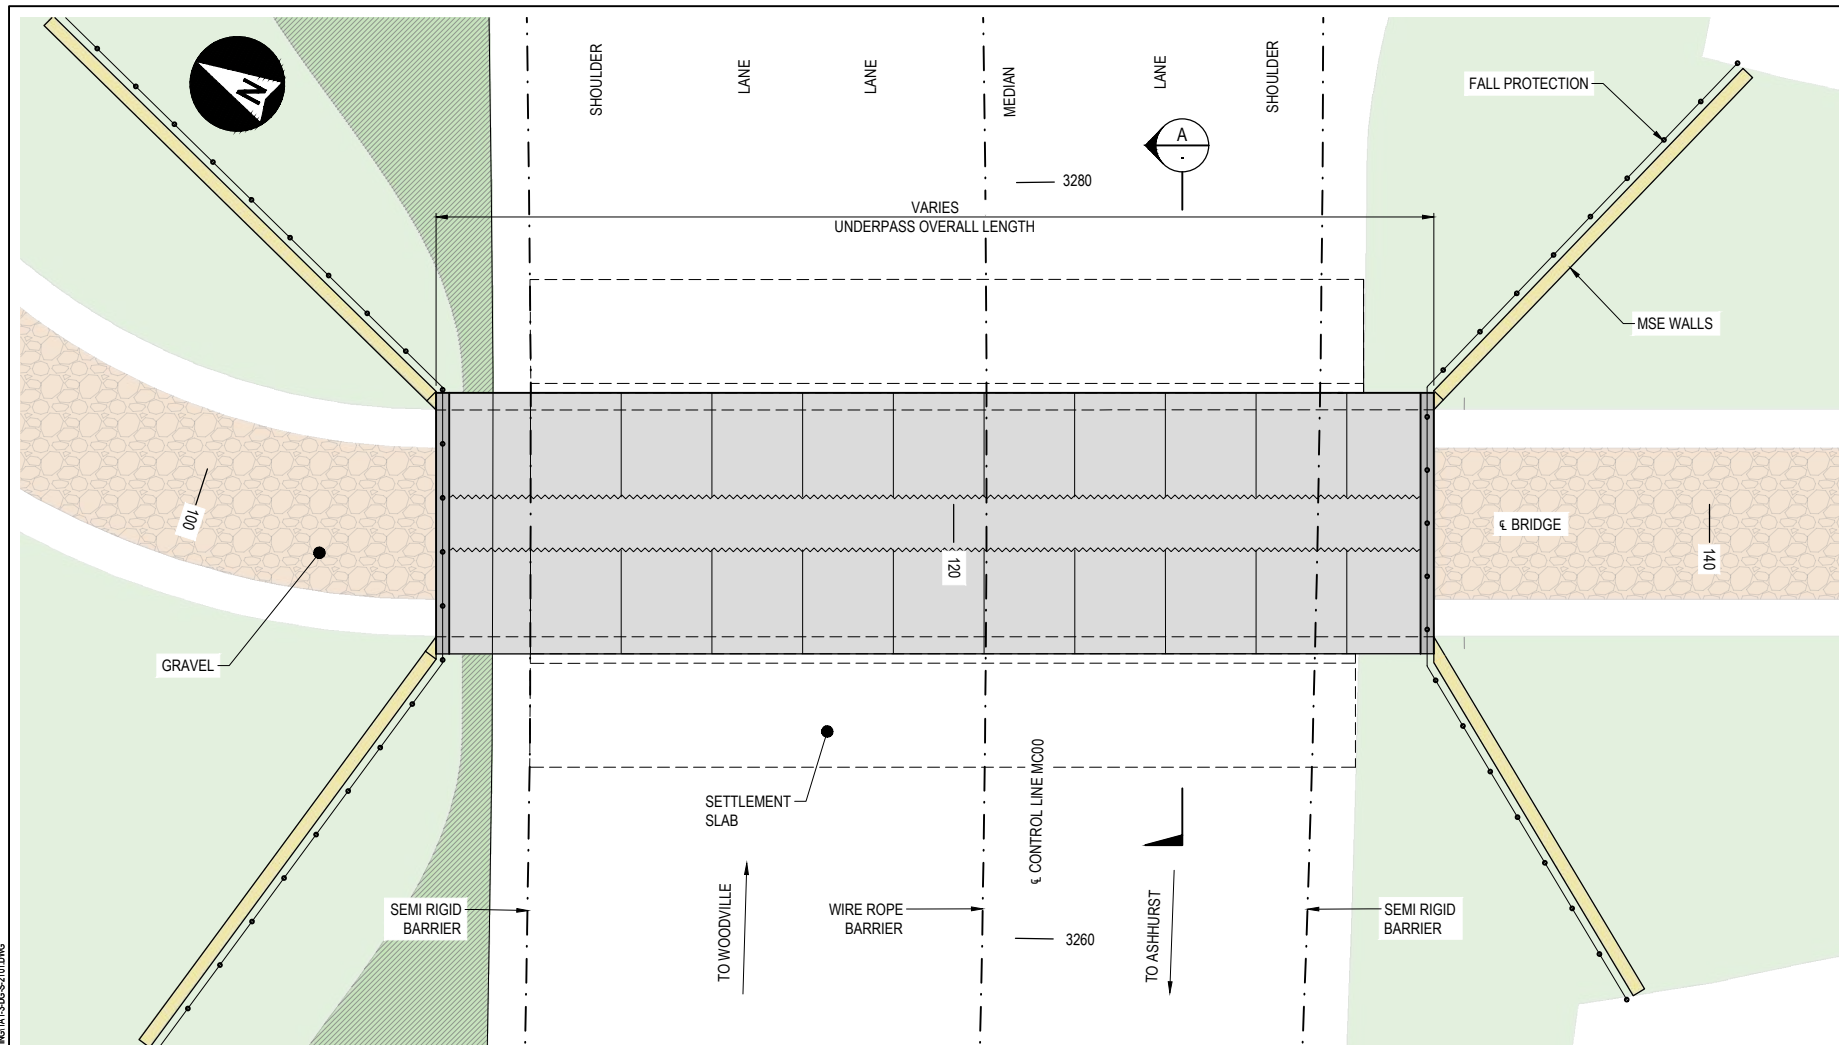 SHOULDER
LANE
LANE
MEDIAN
LANE
SHOULDER
N
FALL PROTECTION
A
-
3280
VARIES
UNDERPASS OVERALL LENGTH
MSE WALLS
100
120
℄ BRIDGE
140
GRAVEL
SETTLEMENT
SLAB
℄ CONTROL LINE MC00
TO WOODVILLE
TO ASHHURST
SEMI RIGID
BARRIER
WIRE ROPE
BARRIER
3260
SEMI RIGID
BARRIER